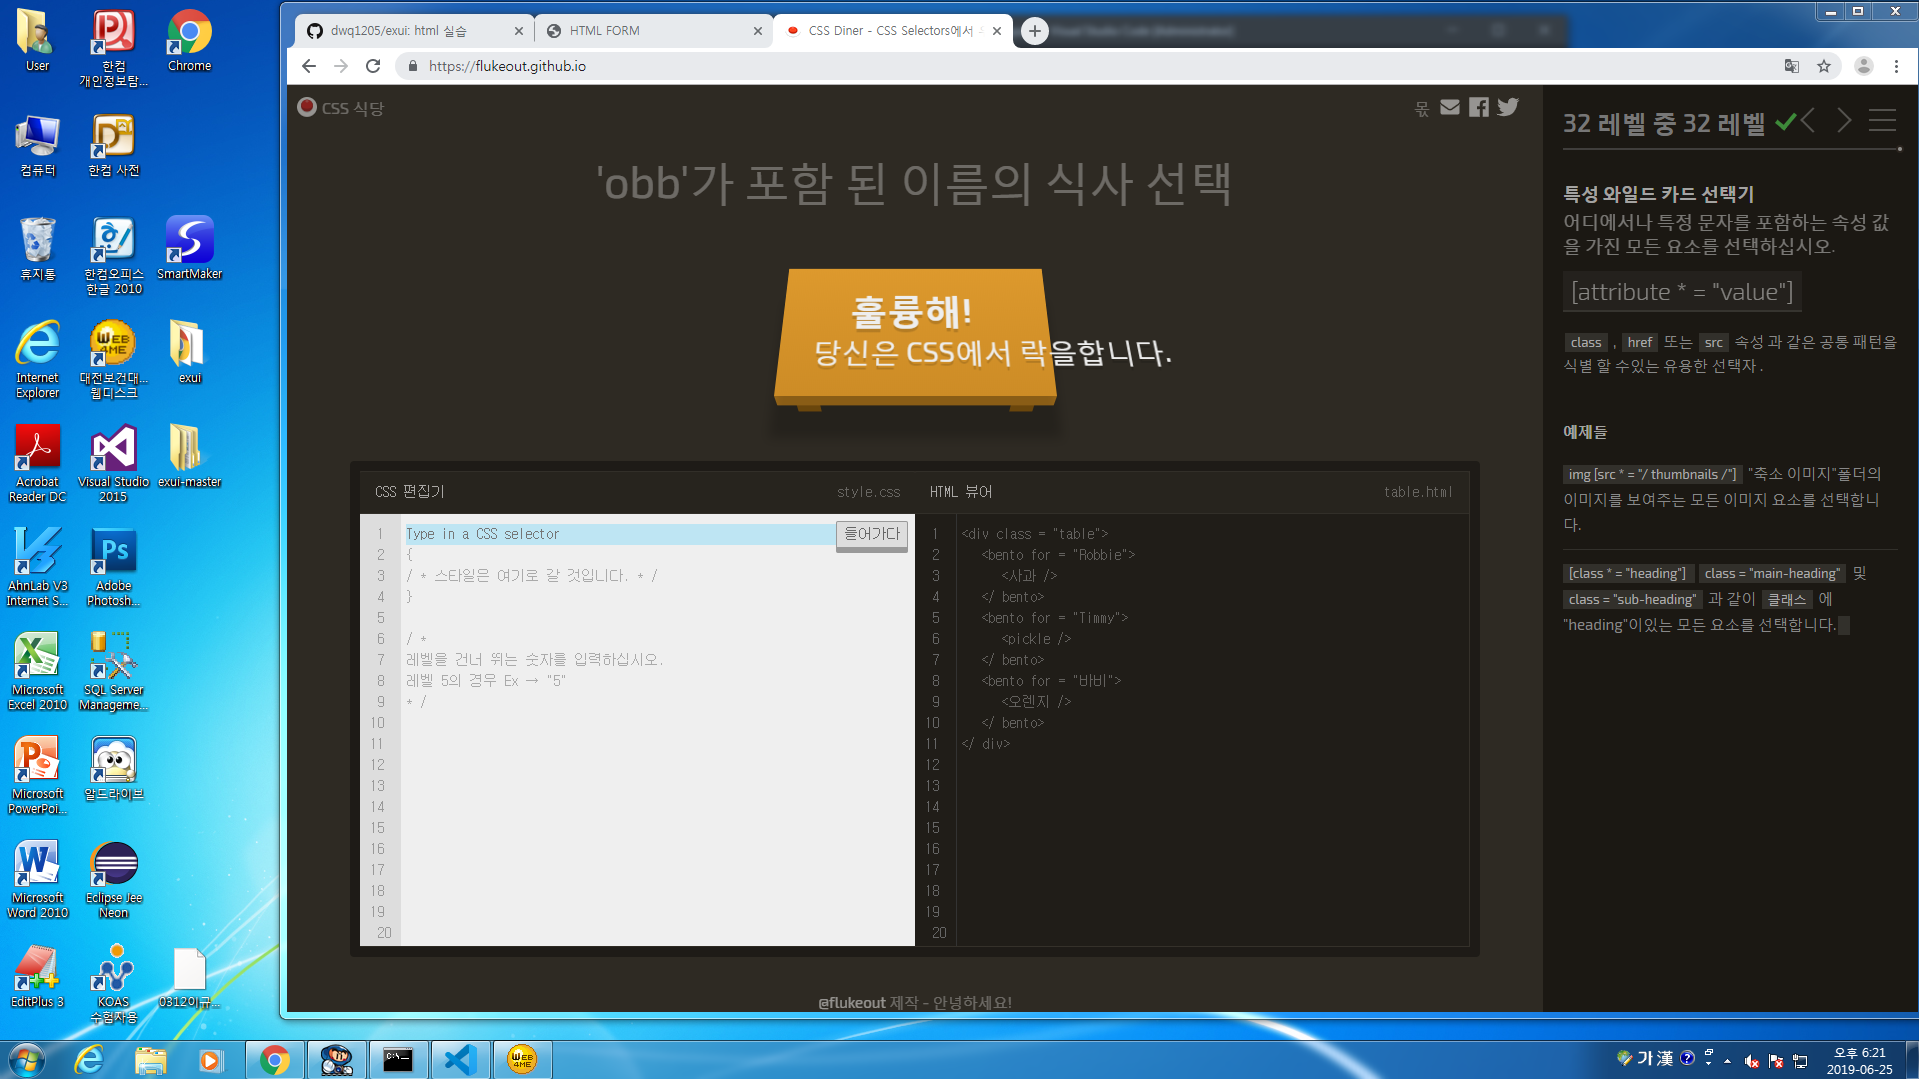 dwq1205/exui: html 실습
HTML FORM
CSS Diner - CSS Selectors에서
https://flukeout.github.io
CSS 식당
몫
'obb'가 포함 된 이름의 식사 선택
훌륭해!
당신은 CSS에서 락을합니다.
CSS 편집기
style.css
HTML 뷰어
table.html
1
2
3
4
5
6
7
8
9
10
11
12
13
14
15
16
17
18
19
20
Type in a CSS selector
들어가다
{
/ * 스타일은 여기로 갈 것입니다. * /
}
/ *
레벨을 건너 뛰는 숫자를 입력하십시오.
레벨 5의 경우 Ex → "5"
* /
1
2
3
4
5
6
7
8
9
10
11
12
13
14
15
16
17
18
19
20
<div class = "table">
<bento for = "Robbie">
<사과 />
</ bento>
<bento for = "Timmy">
<pickle />
</ bento>
<bento for = "바비">
<오렌지 />
</ bento>
</ div>
@flukeout 제작 - 안녕하세요!
32 레벨 중 32 레벨
특성 와일드 카드 선택기
어디에서나 특정 문자를 포함하는 속성 값
을 가진 모든 요소를 선택하십시오.
[attribute * = "value"]
class , href 또는 src 속성 과 같은 공통 패턴을
식별 할 수있는 유용한 선택자 .
예제들
img [src * = "/ thumbnails /"] "축소 이미지"폴더의
이미지를 보여주는 모든 이미지 요소를 선택합니
다.
[class * = "heading"] class = "main-heading" 및
class = "sub-heading" 과 같이 클래스 에
"heading"이있는 모든 요소를 선택합니다.
User
한컴
개인정보탐...
Chrome
컴퓨터
한컴 사전
휴지통
한컴오피스
한글 2010
SmartMaker
Internet
Explorer
WEB
4ME
대전보건대...
웹디스크
exui
Acrobat
Reader DC
Visual Studio
2015
exui-master
AhnLab V3
Internet S...
Ps
Adobe
Photosh...
Microsoft
Excel 2010
SQL Server
Manageme...
Microsoft
PowerPoi...
알드라이브
Microsoft
Word 2010
Eclipse Jee
Neon
EditPlus 3
KOAS
수험자용
0312이규...
C:\
WEB
4ME
가 漢
오후 6:21
2019-06-25